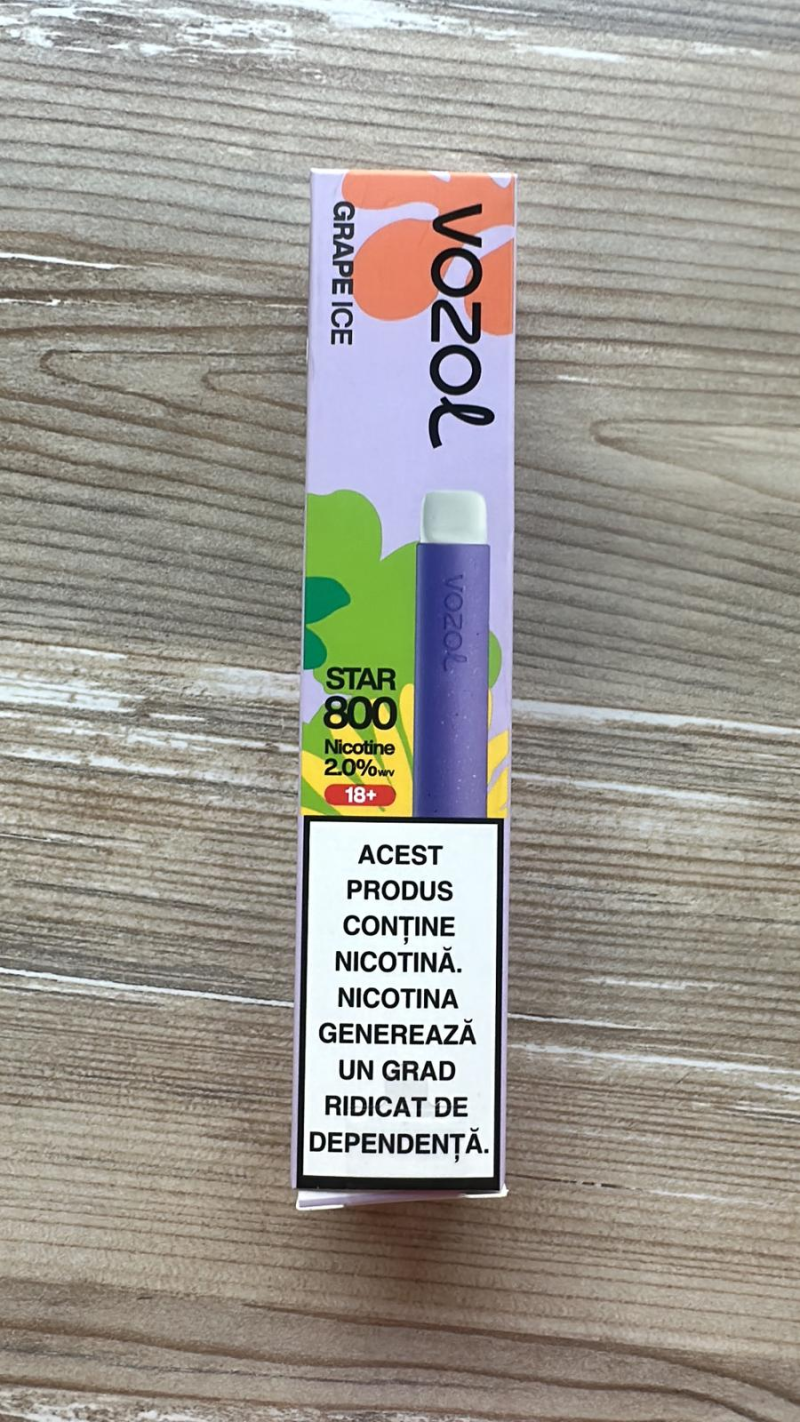 VOZOL
GRAPE ICE
VOZOL
STAR
800
Nicotine
2.0% w/v
18+
ACEST
PRODUS
CONȚINE
NICOTINĂ.
NICOTINA
GENEREAZĂ
UN GRAD
RIDICAT DE
DEPENDENȚĂ.